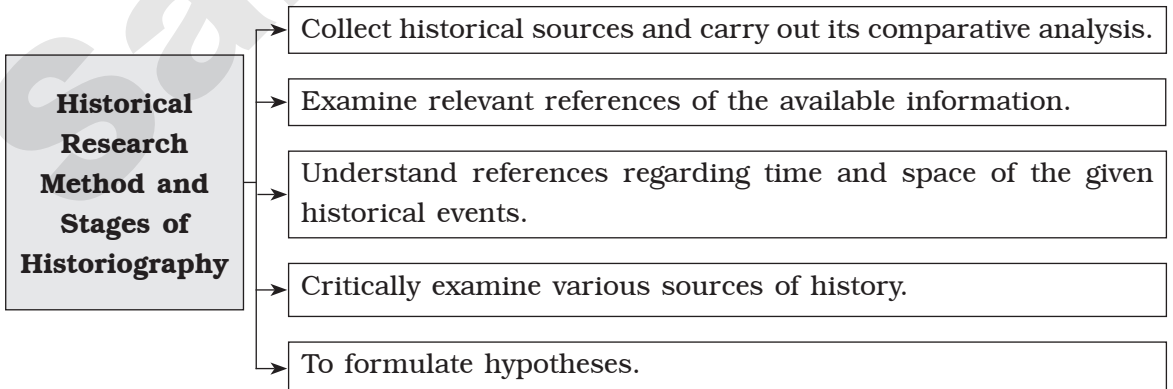 Historical
Research
Method and
Stages of
Historiography
Collect historical sources and carry out its comparative analysis.
Examine relevant references of the available information.
Understand references regarding time and space of the given
historical events.
Critically examine various sources of history.
To formulate hypotheses.